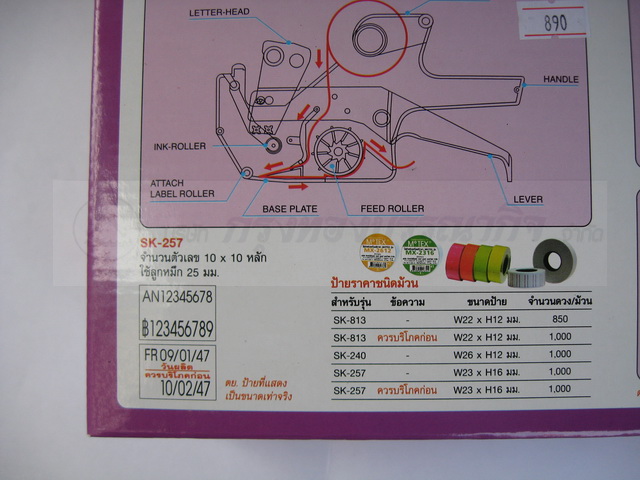 890
LETTER-HEAD
HANDLE
INK-ROLLER
ATTACH
LABEL ROLLER
BASE PLATE
FEED ROLLER
LEVER
SK-257
จำนวนตัวเลข 10 x 10 หลัก
ใช้ลูกหมึก 25 มม.
AN12345678
฿123456789
FR 09/01/47
วันผลิต
ควรบริโภคก่อน
10/02/47
ตย. ป้ายที่แสดง
เป็นขนาดเท่าจริง
MOTEX
MX-2612
MOTEX
MX-2316
ป้ายราคาชนิดม้วน
สำหรับรุ่น ข้อความ ขนาดป้าย จำนวนดวง/ม้วน
SK-813 - W22 x H12 มม. 850
SK-813 ควรบริโภคก่อน W22 x H12 มม. 1,000
SK-240 - W26 x H12 มม. 1,000
SK-257 - W23 x H16 มม. 1,000
SK-257 ควรบริโภคก่อน W23 x H16 มม. 1,000